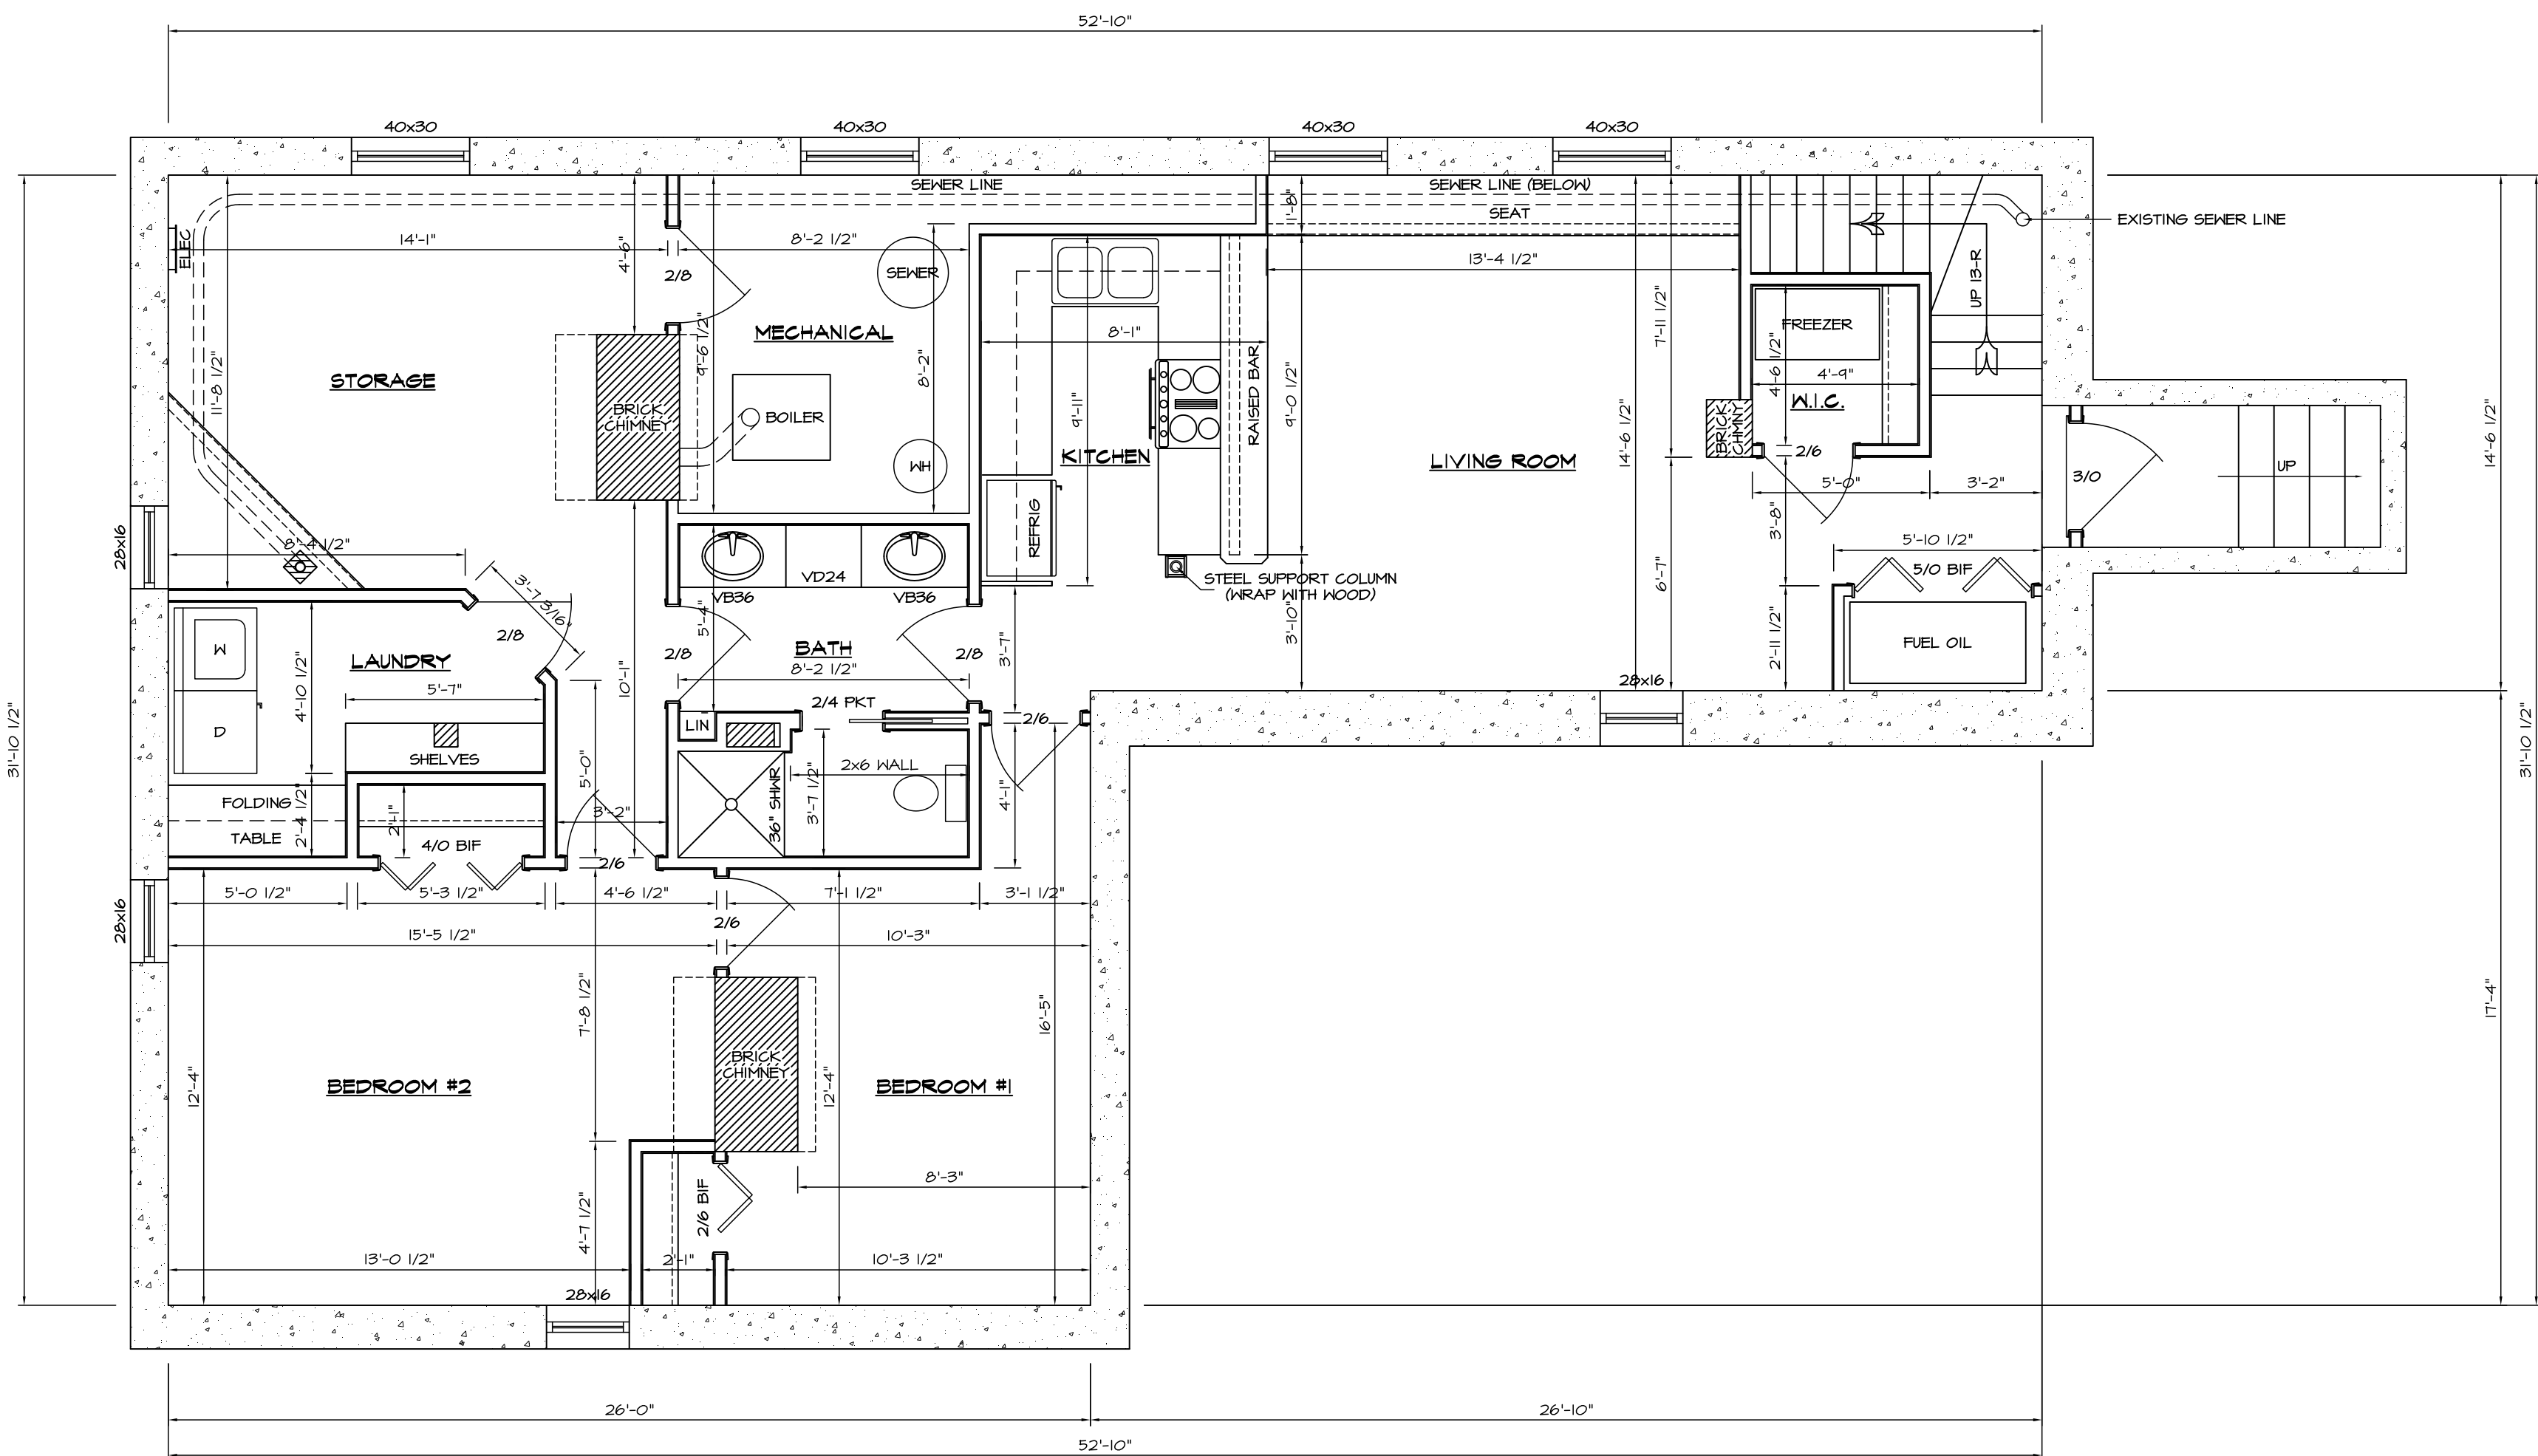 52'-10"
40x30
40x30
40x30
40x30
SEWER LINE
SEWER LINE (BELOW)
SEAT
EXISTING SEWER LINE
ELEC
14'-1"
4'-6"
2/8
8'-2 1/2"
SEWER
1'-8"
13'-4 1/2"
UP 13-R
11'-8 1/2"
STORAGE
9'-6 1/2"
MECHANICAL
8'-2"
8'-1"
7'-11 1/2"
FREEZER
4'-6 1/2"
4'-9"
W.I.C.
BRICK
CHIMNEY
BOILER
9'-11"
RAISED BAR
9'-0 1/2"
14'-6 1/2"
BRICK
CHMNY
2/6
KITCHEN
LIVING ROOM
WH
5'-0"
3'-2"
3/0
UP
14'-6 1/2"
REFRIG
3'-8"
28x16
8'-4 1/2"
3'-7 3/16"
VD24
VB36
VB36
STEEL SUPPORT COLUMN
(WRAP WITH WOOD)
5'-10 1/2"
5/0 BIF
6'-7"
2/8
5'-4"
BATH
8'-2 1/2"
2/8
2/8
3'-7"
3'-10"
2'-11 1/2"
FUEL OIL
W
LAUNDRY
5'-7"
4'-10 1/2"
10'-1"
28x16
2/4 PKT
LIN
2/6
D
SHELVES
31'-10 1/2"
31'-10 1/2"
5'-0"
36" SHWR
3'-7 1/2"
2x6 WALL
4'-1"
FOLDING
TABLE
2'-4 1/2"
2'-1"
3'-2"
4/0 BIF
2/6
5'-0 1/2"
5'-3 1/2"
4'-6 1/2"
7'-1 1/2"
3'-1 1/2"
28x16
2/6
15'-5 1/2"
10'-3"
7'-8 1/2"
16'-5"
17'-4"
BRICK
CHIMNEY
12'-4"
BEDROOM #2
12'-4"
BEDROOM #1
8'-3"
2/6 BIF
4'-7 1/2"
13'-0 1/2"
2'-1"
10'-3 1/2"
28x16
26'-0"
26'-10"
52'-10"